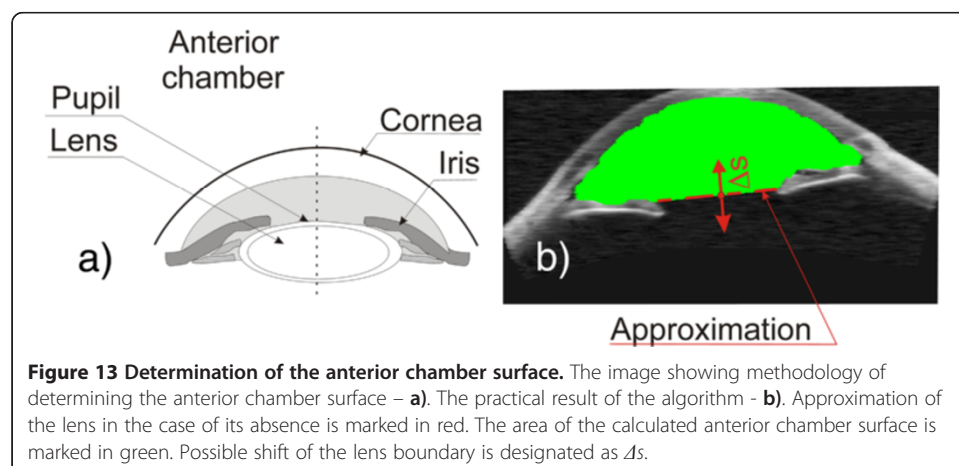 Anterior
chamber
Pupil
Lens
Cornea
Iris
a)
b)
Δs
Approximation
Figure 13 Determination of the anterior chamber surface. The image showing methodology of
determining the anterior chamber surface – a). The practical result of the algorithm - b). Approximation of
the lens in the case of its absence is marked in red. The area of the calculated anterior chamber surface is
marked in green. Possible shift of the lens boundary is designated as Δs.